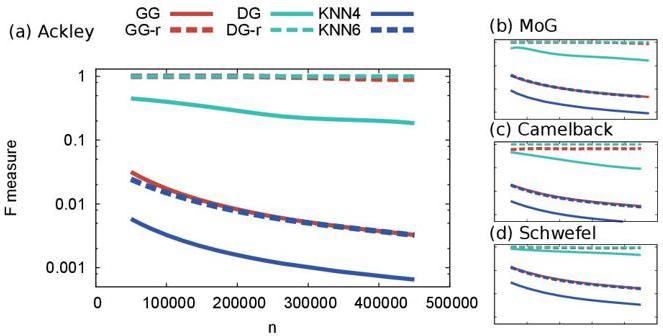 (a) Ackley
GG
GG-r
DG
DG-r
KNN4
KNN6
F measure
1
0.1
0.01
0.001
0
100000
200000
300000
400000
500000
n
(b) MoG
(c) Camelback
(d) Schwefel